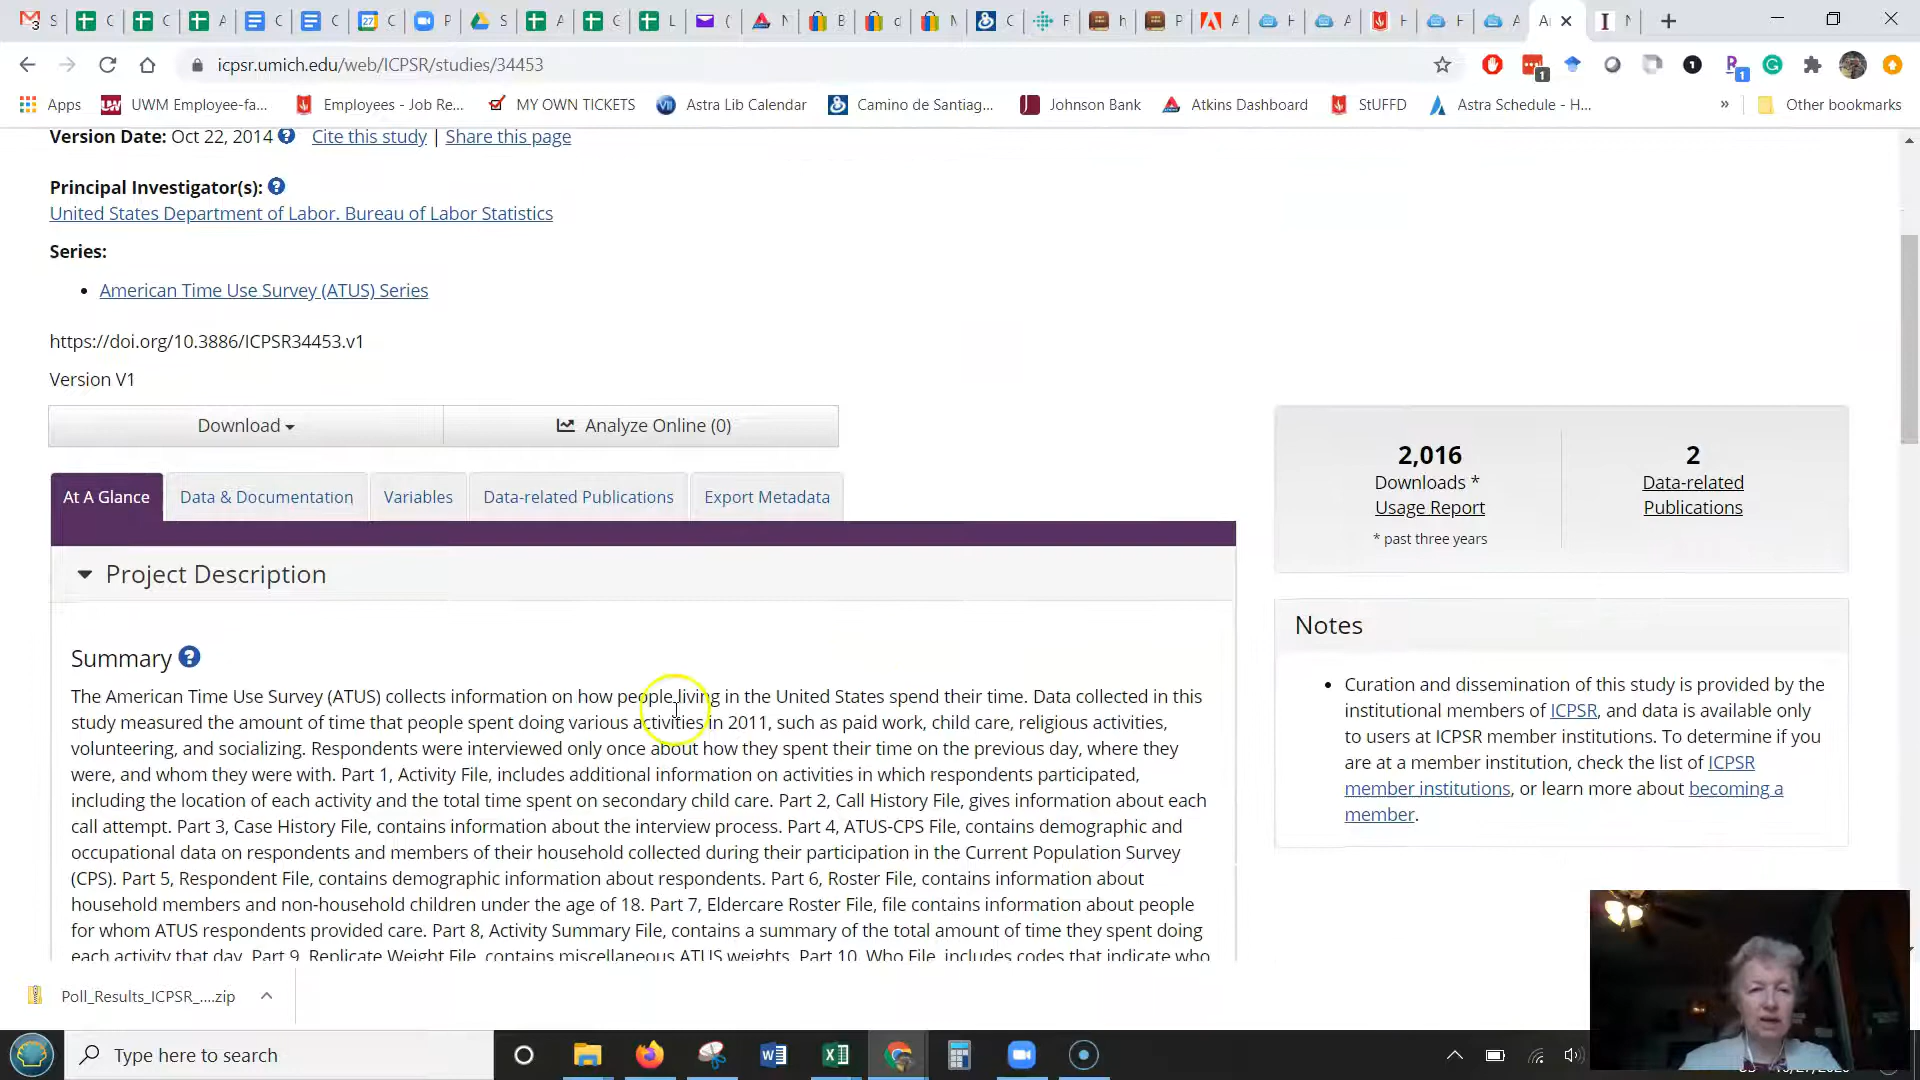 icpsr.umich.edu/web/ICPSR/studies/34453
Apps UWM Employee-fa... Employees - Job Re... MY OWN TICKETS Astra Lib Calendar Camino de Santiag... Johnson Bank Atkins Dashboard StUFFD Astra Schedule - H... » Other bookmarks
Version Date: Oct 22, 2014 Cite this study | Share this page
Principal Investigator(s):
United States Department of Labor. Bureau of Labor Statistics
Series:
American Time Use Survey (ATUS) Series
https://doi.org/10.3886/ICPSR34453.v1
Version V1
Download Analyze Online (0)
At A Glance Data & Documentation Variables Data-related Publications Export Metadata
Project Description
Summary
The American Time Use Survey (ATUS) collects information on how people living in the United States spend their time. Data collected in this
study measured the amount of time that people spent doing various activities in 2011, such as paid work, child care, religious activities,
volunteering, and socializing. Respondents were interviewed only once about how they spent their time on the previous day, where they
were, and whom they were with. Part 1, Activity File, includes additional information on activities in which respondents participated,
including the location of each activity and the total time spent on secondary child care. Part 2, Call History File, gives information about each
call attempt. Part 3, Case History File, contains information about the interview process. Part 4, ATUS-CPS File, contains demographic and
occupational data on respondents and members of their household collected during their participation in the Current Population Survey
(CPS). Part 5, Respondent File, contains demographic information about respondents. Part 6, Roster File, contains information about
household members and non-household children under the age of 18. Part 7, Eldercare Roster File, file contains information about people
for whom ATUS respondents provided care. Part 8, Activity Summary File, contains a summary of the total amount of time they spent doing
each activity that day. Part 9, Replicate Weight File, contains miscellaneous ATUS weights. Part 10, Who File, includes codes that indicate who
2,016
Downloads *
Usage Report
* past three years
2
Data-related
Publications
Notes
Curation and dissemination of this study is provided by the
institutional members of ICPSR, and data is available only
to users at ICPSR member institutions. To determine if you
are at a member institution, check the list of ICPSR
member institutions, or learn more about becoming a
member.
Poll_Results_ICPSR_....zip
Type here to search